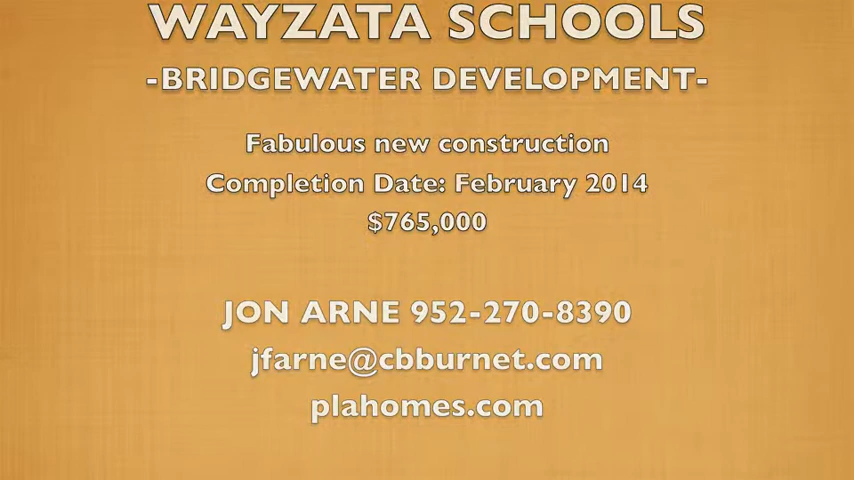 WAYZATA SCHOOLS
-BRIDGEWATER DEVELOPMENT-
Fabulous new construction
Completion Date: February 2014
$765,000
JON ARNE 952-270-8390
jfarne@cbburnet.com
plahomes.com